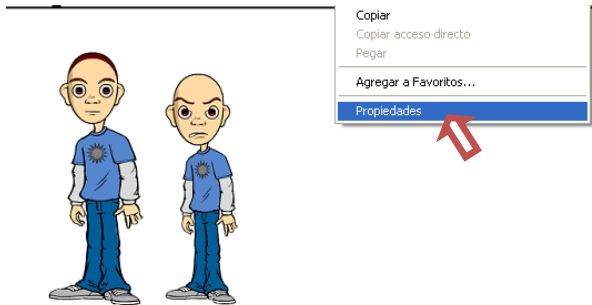 Copiar
Copiar acceso directo
Pegar
Agregar a Favoritos...
Propiedades